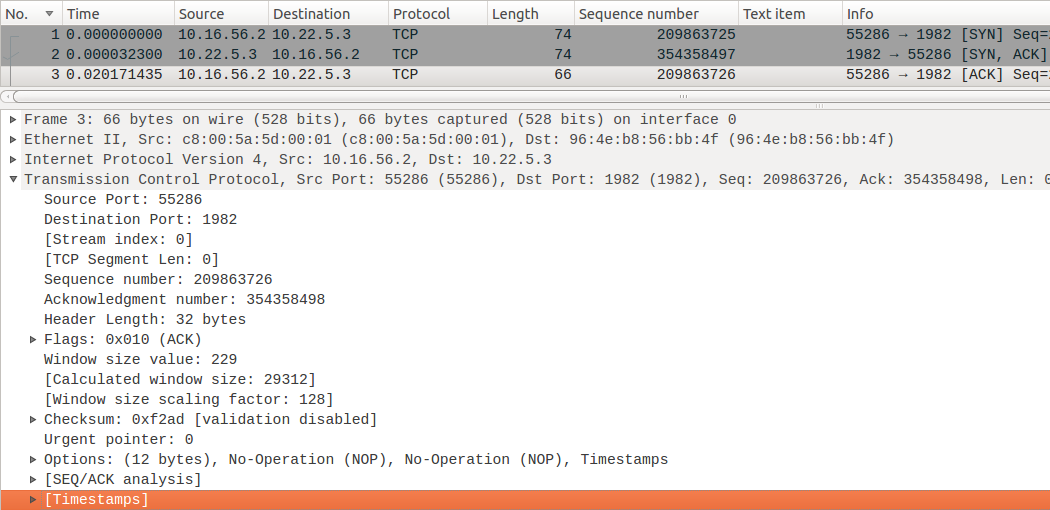 No. Time Source Destination Protocol Length Sequence number Text item Info
1 0.000000000 10.16.56.2 10.22.5.3 TCP 74 209863725 55286 → 1982 [SYN] Seq=
2 0.000032300 10.22.5.3 10.16.56.2 TCP 74 354358497 1982 → 55286 [SYN, ACK]
3 0.020171435 10.16.56.2 10.22.5.3 TCP 66 209863726 55286 → 1982 [ACK] Seq=
Frame 3: 66 bytes on wire (528 bits), 66 bytes captured (528 bits) on interface 0
Ethernet II, Src: c8:00:5a:5d:00:01 (c8:00:5a:5d:00:01), Dst: 96:4e:b8:56:bb:4f (96:4e:b8:56:bb:4f)
Internet Protocol Version 4, Src: 10.16.56.2, Dst: 10.22.5.3
Transmission Control Protocol, Src Port: 55286 (55286), Dst Port: 1982 (1982), Seq: 209863726, Ack: 354358498, Len: 0
Source Port: 55286
Destination Port: 1982
[Stream index: 0]
[TCP Segment Len: 0]
Sequence number: 209863726
Acknowledgment number: 354358498
Header Length: 32 bytes
Flags: 0x010 (ACK)
Window size value: 229
[Calculated window size: 29312]
[Window size scaling factor: 128]
Checksum: 0xf2ad [validation disabled]
Urgent pointer: 0
Options: (12 bytes), No-Operation (NOP), No-Operation (NOP), Timestamps
[SEQ/ACK analysis]
[Timestamps]